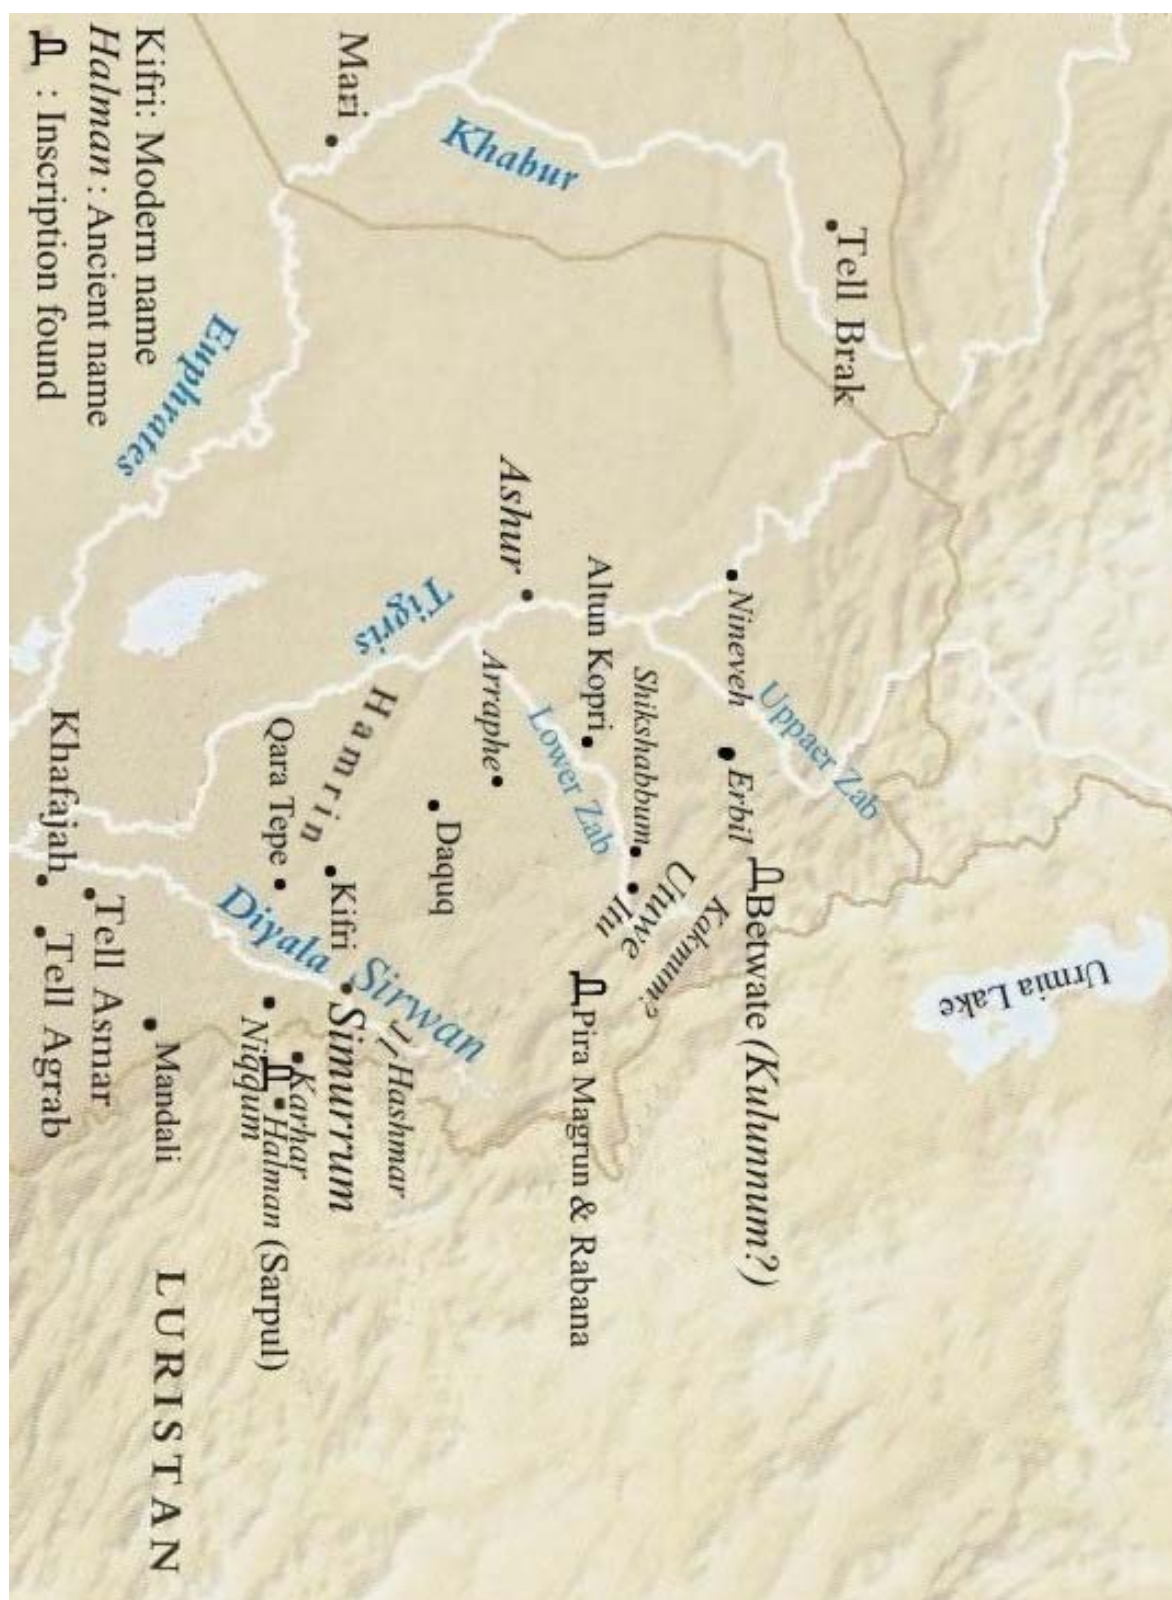 Urmia Lake
Tell Brak
Uppaer Zab
Nineveh
Erbil
Betwate (Kulunnum?)
Kakmum?
Utuwe
Shikshabbum
Itu
Altun Kopri
Lower Zab
Pira Magrun & Rabana
Khabur
Ashur
Arraphe
Daquq
Tigris
Hamrin
Sirwan
Hashmar
Mari
Kifri
Simurrum
Qara Tepe
Diyala
Karhar
Halman (Sarpul)
Niqqum
Euphrates
Mandali
LURISTAN
Tell Asmar
Khafajah
Tell Agrab
Kifri: Modern name
Halman : Ancient name
: Inscription found